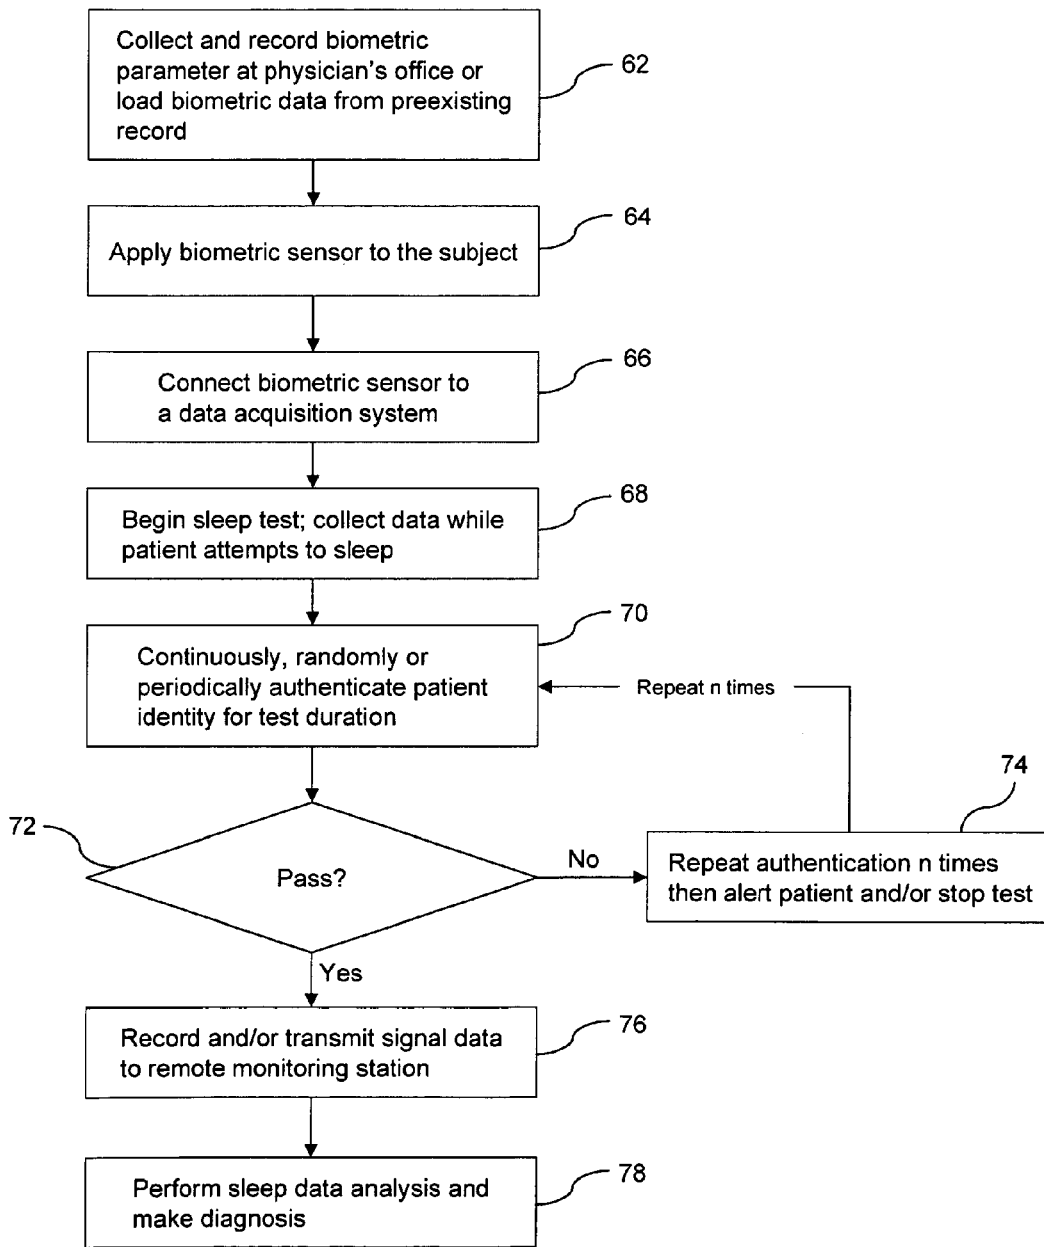 Collect and record biometric
parameter at physician's office or
load biometric data from preexisting
record
62
Apply biometric sensor to the subject
64
Connect biometric sensor to
a data acquisition system
66
Begin sleep test; collect data while
patient attempts to sleep
68
Continuously, randomly or
periodically authenticate patient
identity for test duration
70
Repeat n times
72
Pass?
No
74
Repeat authentication n times
then alert patient and/or stop test
Yes
Record and/or transmit signal data
to remote monitoring station
76
Perform sleep data analysis and
make diagnosis
78